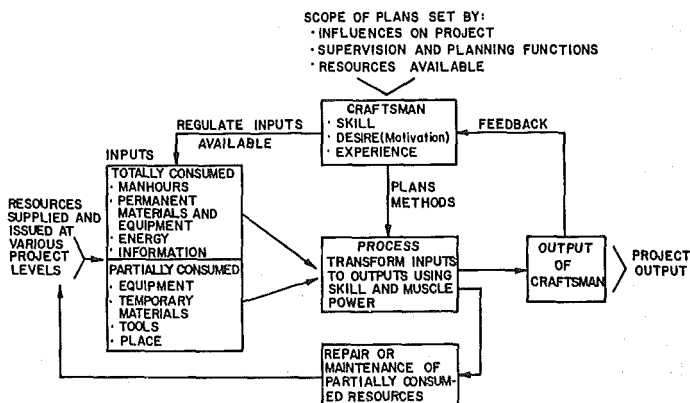 SCOPE OF PLANS SET BY:
· INFLUENCES ON PROJECT
· SUPERVISION AND PLANNING FUNCTIONS
· RESOURCES AVAILABLE
CRAFTSMAN
· SKILL
· DESIRE(Motivation)
· EXPERIENCE
REGULATE INPUTS
AVAILABLE
FEEDBACK
INPUTS
TOTALLY CONSUMED
· MANHOURS
· PERMANENT
MATERIALS AND
EQUIPMENT
· ENERGY
· INFORMATION
PARTIALLY CONSUMED
· EQUIPMENT
· TEMPORARY
MATERIALS
· TOOLS
· PLACE
RESOURCES
SUPPLIED AND
ISSUED AT
VARIOUS
PROJECT
LEVELS
PLANS
METHODS
PROCESS
TRANSFORM INPUTS
TO OUTPUTS USING
SKILL AND MUSCLE
POWER
OUTPUT
OF
CRAFTSMAN
PROJECT
OUTPUT
REPAIR OR
MAINTENANCE OF
PARTIALLY CONSUM-
ED RESOURCES